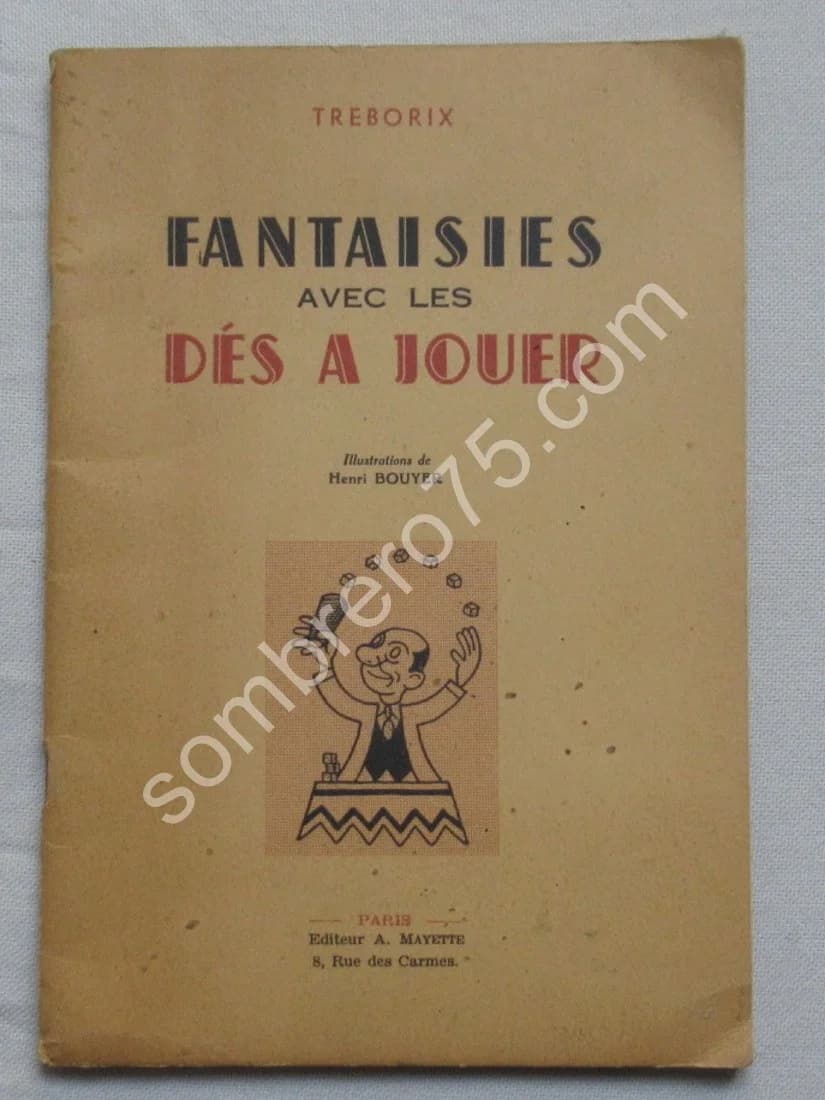 TREBORIX
FANTAISIES
AVEC LES
DÉS A JOUER
Illustrations de
Henri BOUYER
sombrero75.com
PARIS
Editeur A. MAYETTE
8, Rue des Carmes.